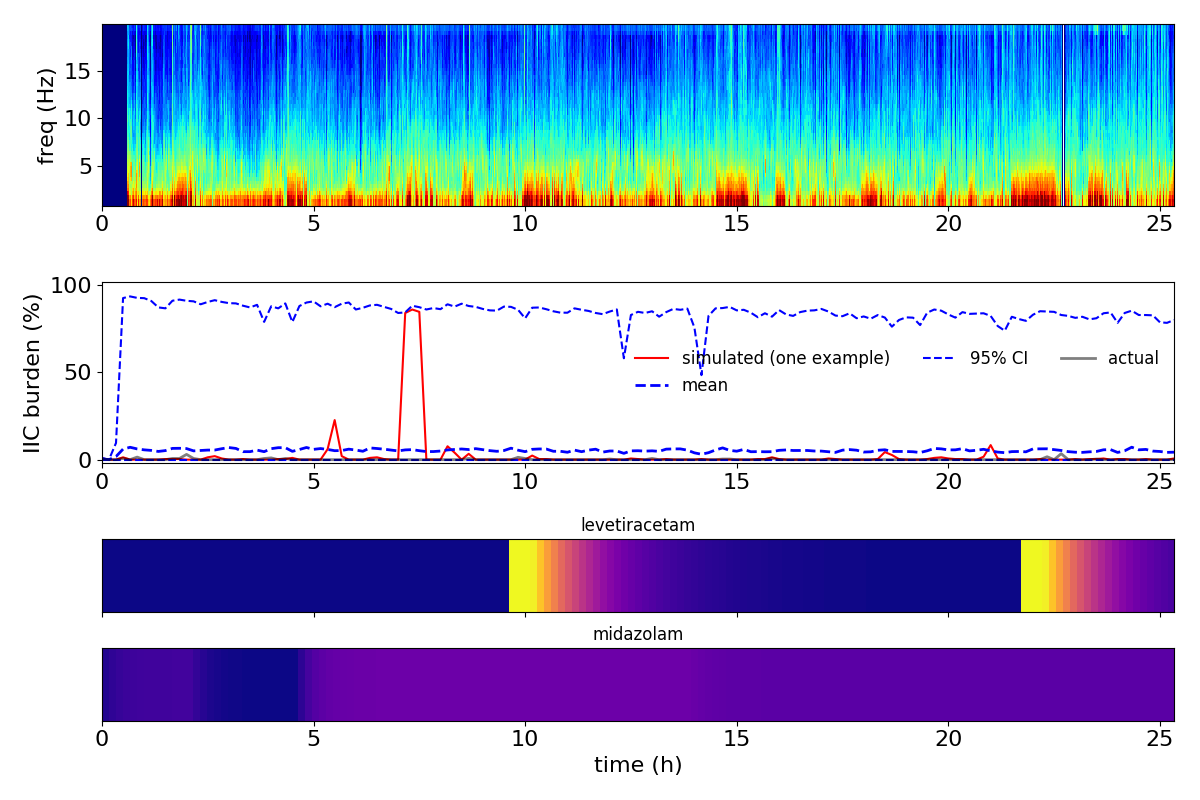 freq (Hz)
15
10
5
0 5 10 15 20 25
IIC burden (%)
100
50
0
simulated (one example) 95% CI actual
mean
0 5 10 15 20 25
levetiracetam
midazolam
0 5 10 15 20 25
time (h)